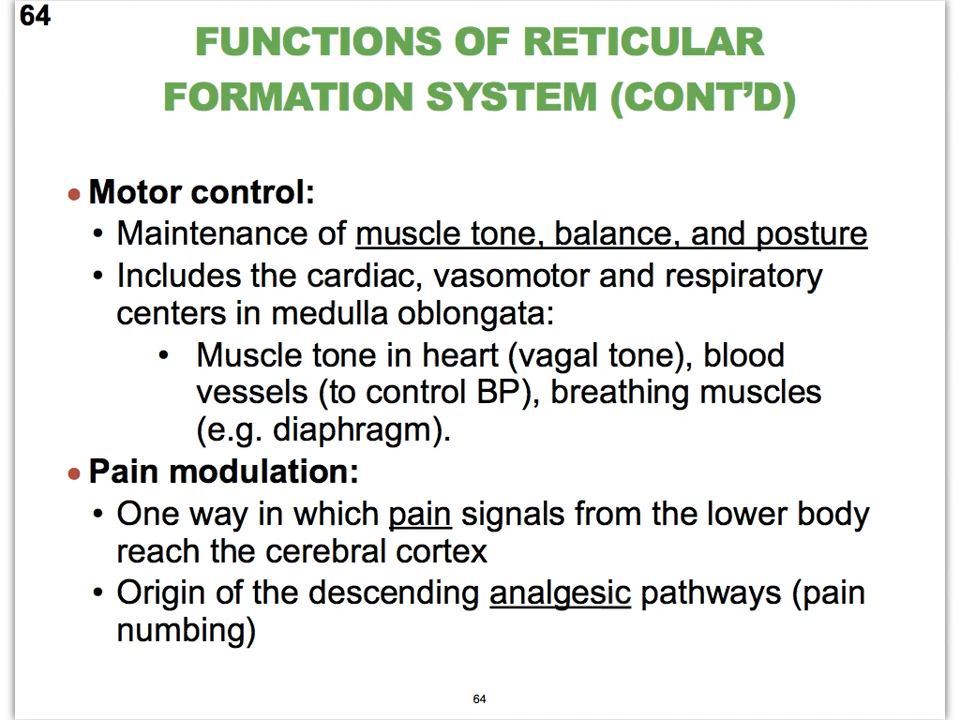 64
FUNCTIONS OF RETICULAR
FORMATION SYSTEM (CONT’D)
• Motor control:
• Maintenance of muscle tone, balance, and posture
• Includes the cardiac, vasomotor and respiratory
centers in medulla oblongata:
• Muscle tone in heart (vagal tone), blood
vessels (to control BP), breathing muscles
(e.g. diaphragm).
• Pain modulation:
• One way in which pain signals from the lower body
reach the cerebral cortex
• Origin of the descending analgesic pathways (pain
numbing)
64